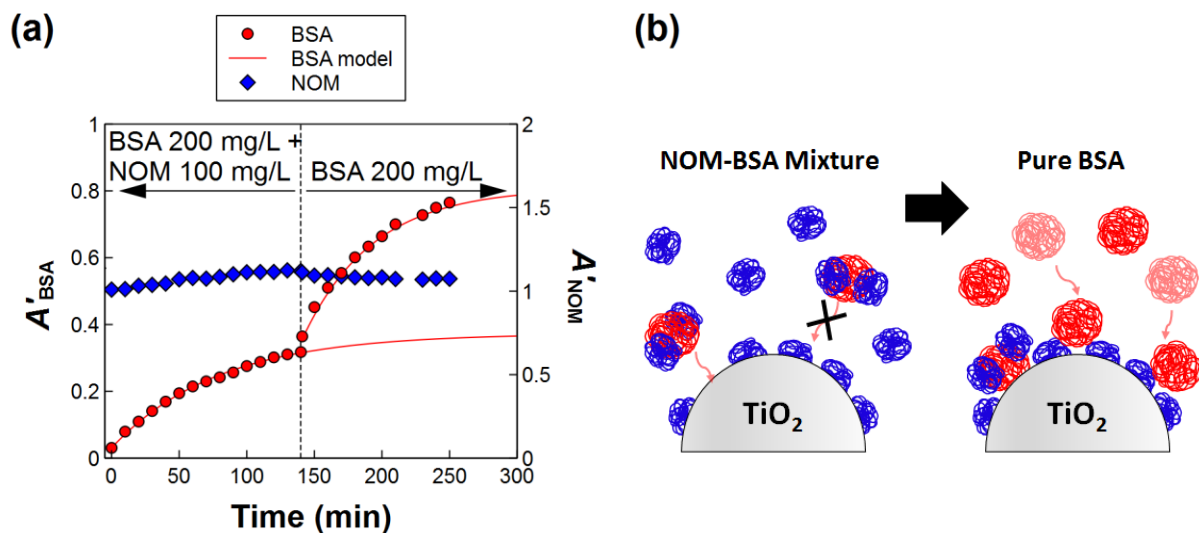 (a)
BSA
BSA model
NOM
1
0.8
0.6
0.4
0.2
0
A′BSA
BSA 200 mg/L +
NOM 100 mg/L
BSA 200 mg/L
2
1.5
1
0.5
0
A′NOM
0 50 100 150 200 250 300
Time (min)
(b)
NOM-BSA Mixture
Pure BSA
TiO2
TiO2